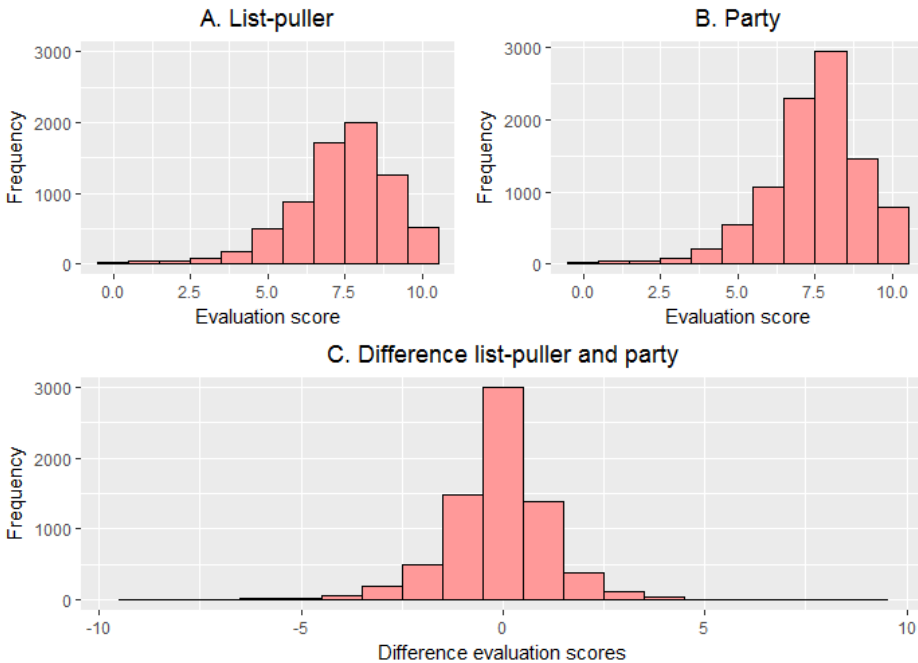 A. List-puller
3000
2000
1000
0
Frequency
0.0 2.5 5.0 7.5 10.0
Evaluation score
B. Party
3000
2000
1000
0
Frequency
0.0 2.5 5.0 7.5 10.0
Evaluation score
C. Difference list-puller and party
3000
2000
1000
0
Frequency
-10 -5 0 5 10
Difference evaluation scores